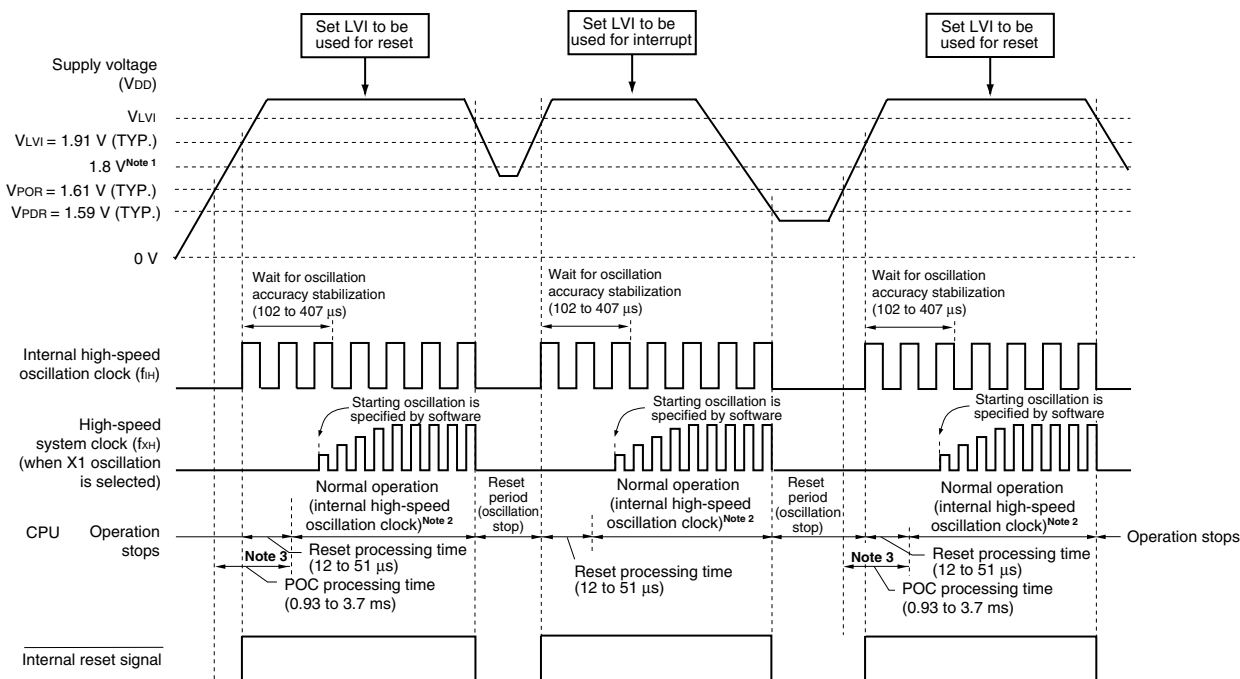 Set LVI to be
used for reset
Set LVI to be
used for interrupt
Set LVI to be
used for reset
Supply voltage
(VDD)
VLVI
VLVI = 1.91 V (TYP.)
1.8 V Note 1
VPOR = 1.61 V (TYP.)
VPDR = 1.59 V (TYP.)
0 V
Wait for oscillation
accuracy stabilization
(102 to 407 μs)
Wait for oscillation
accuracy stabilization
(102 to 407 μs)
Wait for oscillation
accuracy stabilization
(102 to 407 μs)
Internal high-speed
oscillation clock (fIH)
Starting oscillation is
specified by software
Starting oscillation is
specified by software
Starting oscillation is
specified by software
High-speed
system clock (fXH)
(when X1 oscillation
is selected)
Normal operation
(internal high-speed
oscillation clock) Note 2
Reset
period
(oscillation
stop)
Normal operation
(internal high-speed
oscillation clock) Note 2
Reset
period
(oscillation
stop)
Normal operation
(internal high-speed
oscillation clock) Note 2
CPU
Operation
stops
Operation stops
Note 3
Reset processing time
(12 to 51 μs)
POC processing time
(0.93 to 3.7 ms)
Reset processing time
(12 to 51 μs)
Note 3
Reset processing time
(12 to 51 μs)
POC processing time
(0.93 to 3.7 ms)
Internal reset signal